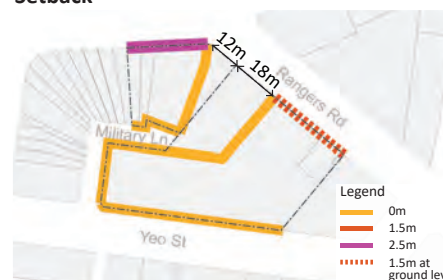 Setback
12m
18m
Rangers Rd
Military Ln
Yeo St
Legend
0m
1.5m
2.5m
1.5m at
ground lev